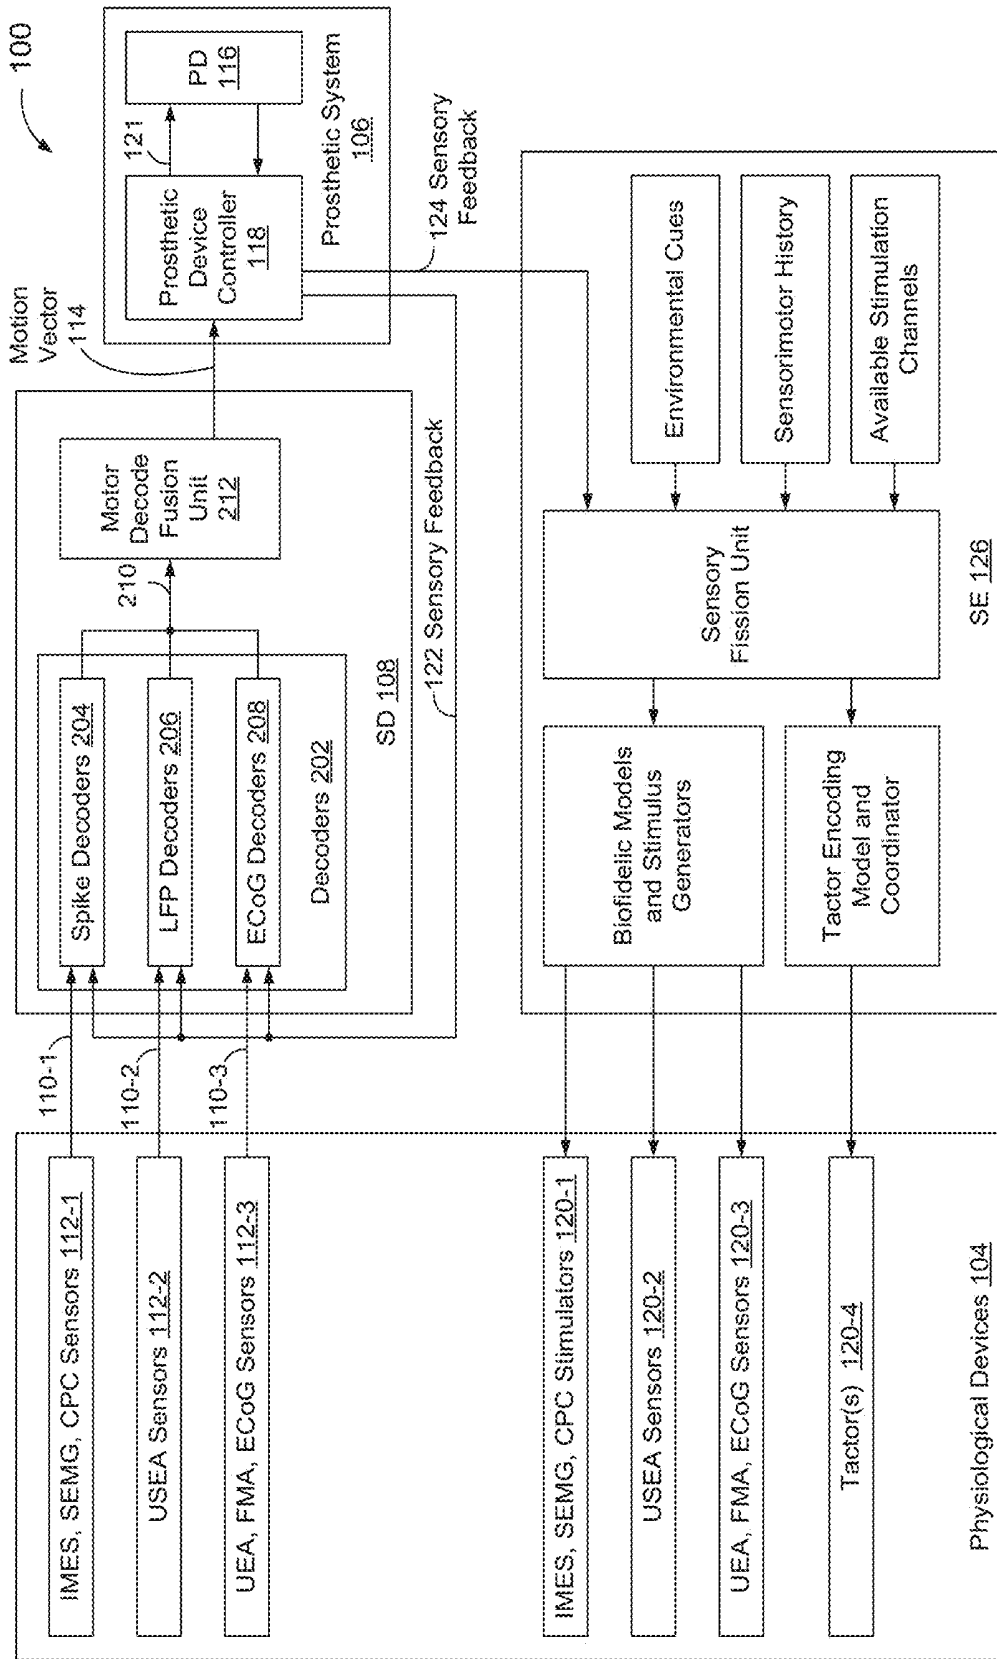 100
Motion
Vector
114
Prosthetic
Device
Controller
118
121
PD
116
Prosthetic System
106
Motor
Decode
Fusion
Unit
212
210
Spike Decoders 204
LFP Decoders 206
ECoG Decoders 208
Decoders 202
SD 108
110-1
110-2
110-3
122 Sensory Feedback
124 Sensory
Feedback
IMES, SEMG, CPC Sensors 112-1
USEA Sensors 112-2
UEA, FMA, ECoG Sensors 112-3
IMES, SEMG, CPC Stimulators 120-1
USEA Sensors 120-2
UEA, FMA, ECoG Sensors 120-3
Tactor(s) 120-4
Physiological Devices 104
Biofidelic Models
and Stimulus
Generators
Tactor Encoding
Model and
Coordinator
Sensory
Fission Unit
Environmental Cues
Sensorimotor History
Available Stimulation
Channels
SE 126